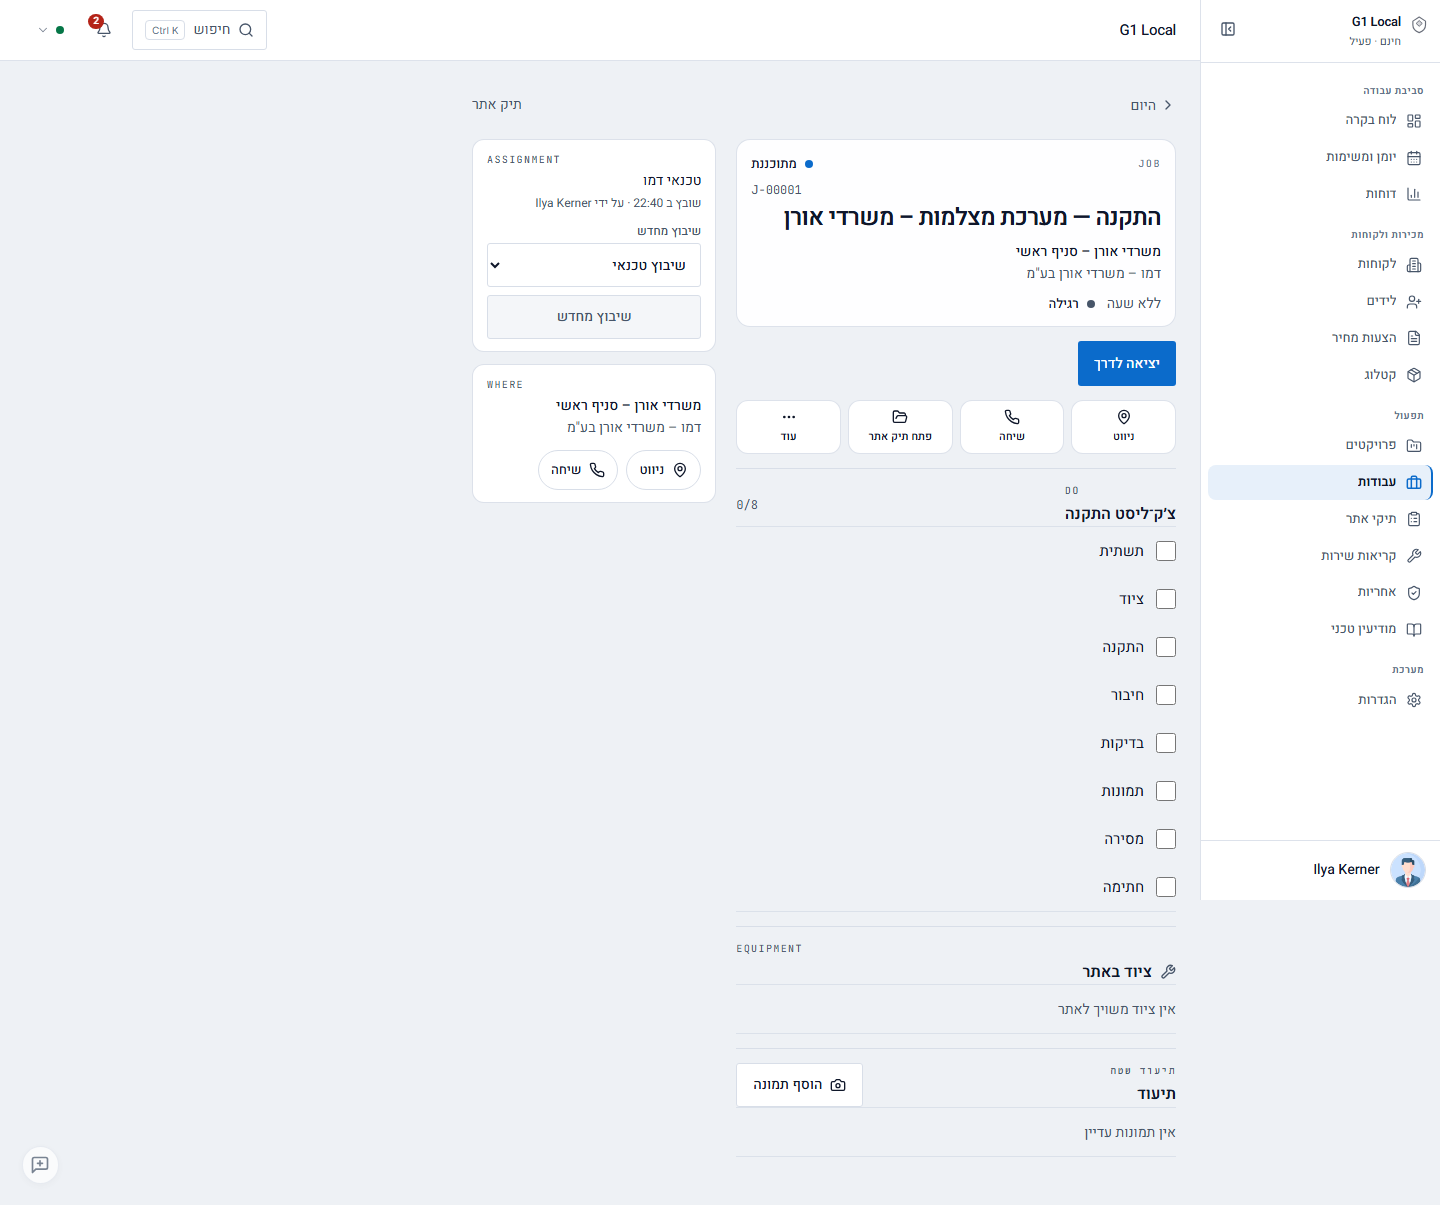 G1 Local
חינם · פעיל
סביבת עבודה
לוח בקרה
יומן ומשימות
דוחות
מכירות ולקוחות
לקוחות
לידים
הצעות מחיר
קטלוג
תפעול
פרויקטים
עבודות
תיקי אתר
קריאות שירות
אחריות
מודיעין טכני
מערכת
הגדרות
Ilya Kerner
G1 Local
חיפוש Ctrl K
2
היום
תיק אתר
JOB
מתוכננת
J-00001
התקנה — מערכת מצלמות – משרדי אורן
משרדי אורן – סניף ראשי
דמו – משרדי אורן בע"מ
ללא שעה רגילה
יציאה לדרך
ניווט
שיחה
פתח תיק אתר
עוד
DO
צ׳ק־ליסט התקנה
0/8
תשתית
ציוד
התקנה
חיבור
בדיקות
תמונות
מסירה
חתימה
EQUIPMENT
ציוד באתר
אין ציוד משויך לאתר
תיעוד שטח
תיעוד
הוסף תמונה
אין תמונות עדיין
ASSIGNMENT
טכנאי דמו
שובץ ב 22:40 · על ידי Ilya Kerner
שיבוץ מחדש
שיבוץ טכנאי
שיבוץ מחדש
WHERE
משרדי אורן – סניף ראשי
דמו – משרדי אורן בע"מ
ניווט
שיחה